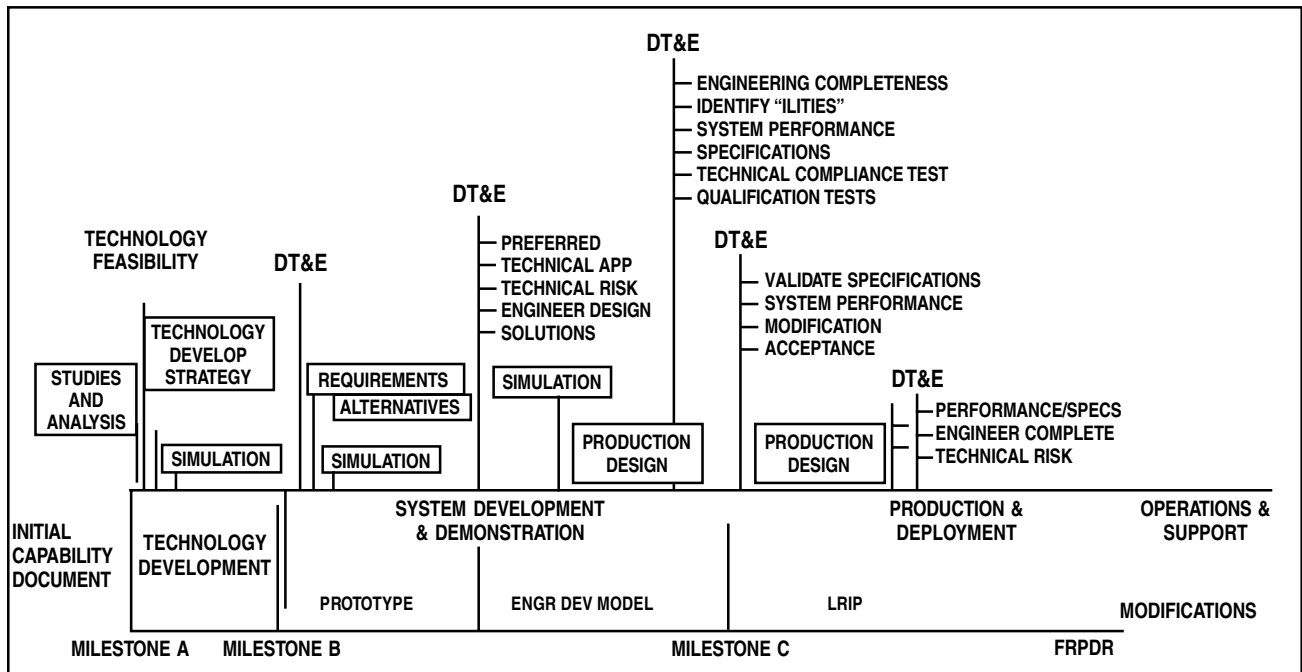 DT&E
ENGINEERING COMPLETENESS
IDENTIFY “ILITIES”
SYSTEM PERFORMANCE
SPECIFICATIONS
TECHNICAL COMPLIANCE TEST
QUALIFICATION TESTS
DT&E
PREFERRED
TECHNICAL APP
TECHNICAL RISK
ENGINEER DESIGN
SOLUTIONS
TECHNOLOGY
FEASIBILITY
DT&E
DT&E
VALIDATE SPECIFICATIONS
SYSTEM PERFORMANCE
MODIFICATION
ACCEPTANCE
TECHNOLOGY
DEVELOP
STRATEGY
STUDIES
AND
ANALYSIS
SIMULATION
REQUIREMENTS
ALTERNATIVES
SIMULATION
SIMULATION
PRODUCTION
DESIGN
PRODUCTION
DESIGN
DT&E
PERFORMANCE/SPECS
ENGINEER COMPLETE
TECHNICAL RISK
INITIAL
CAPABILITY
DOCUMENT
TECHNOLOGY
DEVELOPMENT
SYSTEM DEVELOPMENT
& DEMONSTRATION
PRODUCTION &
DEPLOYMENT
OPERATIONS &
SUPPORT
PROTOTYPE
ENGR DEV MODEL
LRIP
MODIFICATIONS
MILESTONE A
MILESTONE B
MILESTONE C
FRPDR